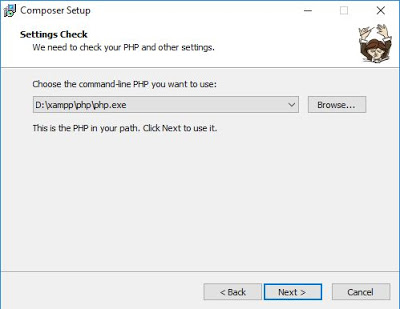 Composer Setup
Settings Check
We need to check your PHP and other settings.
Choose the command-line PHP you want to use:
D:\xampp\php\php.exe
Browse...
This is the PHP in your path. Click Next to use it.
< Back
Next >
Cancel